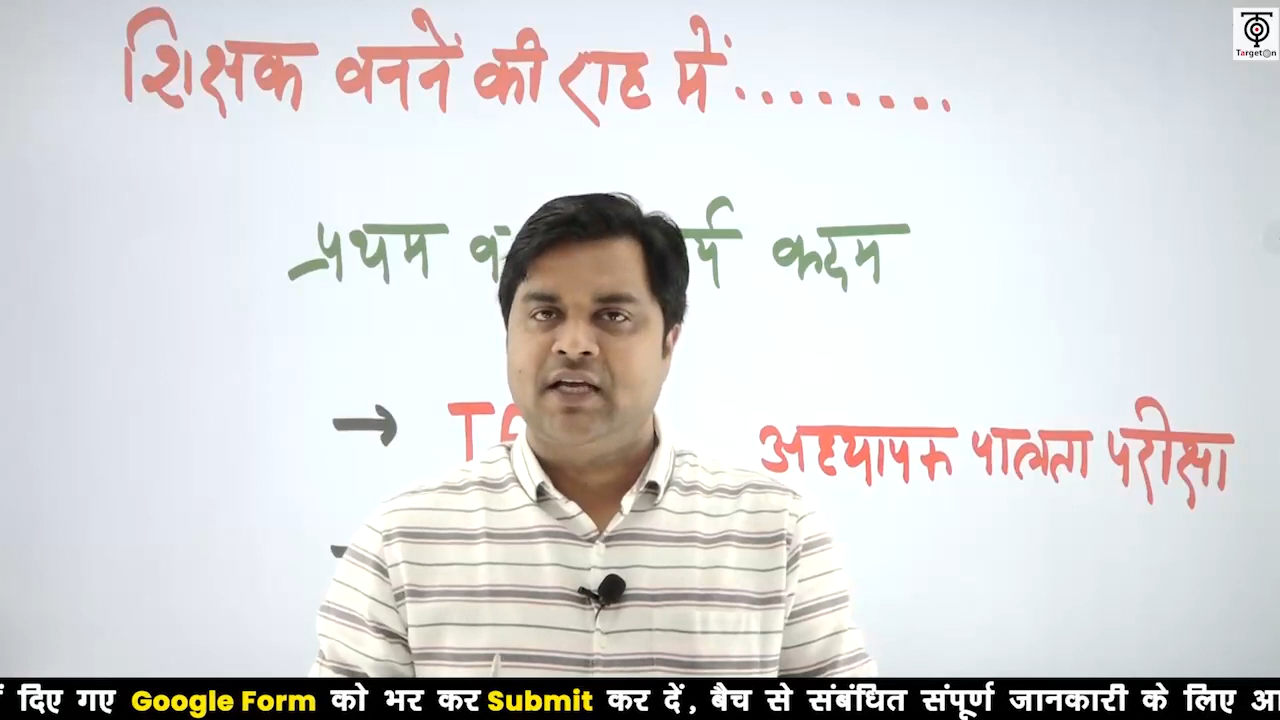 Target
शिक्षक बननें की राह में........
प्रथम कदम
→ अध्यापक पात्रता परीक्षा
दिए गए Google Form को भर कर Submit कर दें, बैच से संबंधित संपूर्ण जानकारी के लिए